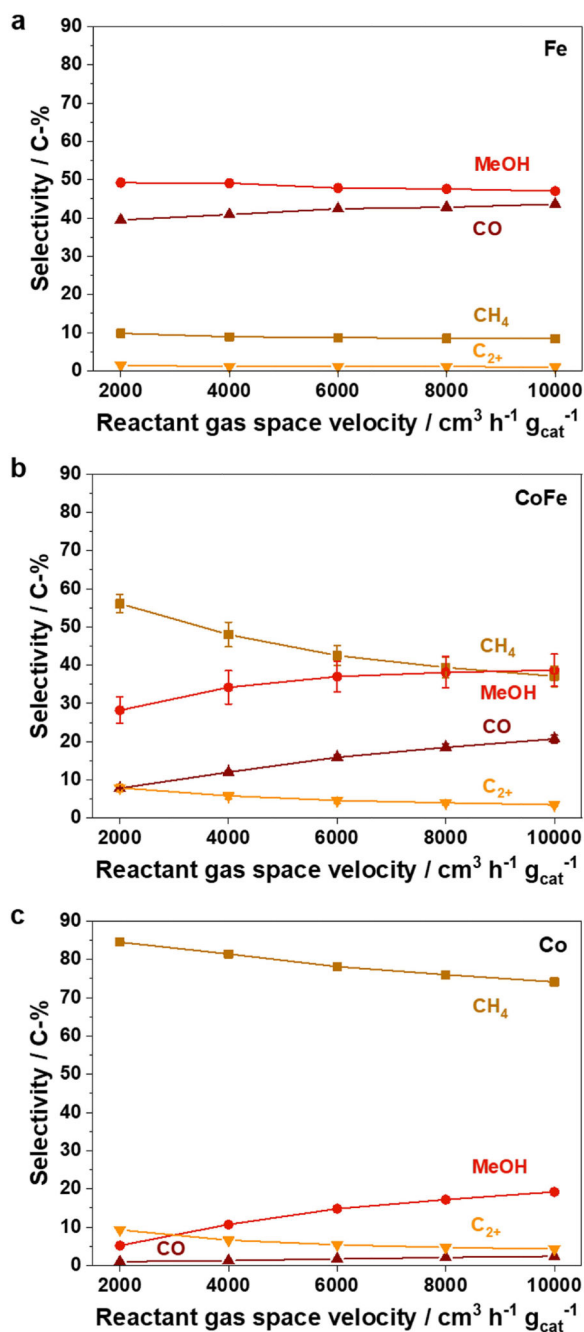 a
90
Fe
80
70
60
MeOH
50
40
CO
30
20
CH₄
10
C₂₊
0
2000 4000 6000 8000 10000
Selectivity / C-%
Reactant gas space velocity / cm³ h⁻¹ g_cat⁻¹
b
90
CoFe
80
70
60
50
CH₄
40
MeOH
30
CO
20
10
C₂₊
0
2000 4000 6000 8000 10000
Selectivity / C-%
Reactant gas space velocity / cm³ h⁻¹ g_cat⁻¹
c
90
Co
80
70
CH₄
60
50
40
30
MeOH
20
10
C₂₊
CO
0
2000 4000 6000 8000 10000
Selectivity / C-%
Reactant gas space velocity / cm³ h⁻¹ g_cat⁻¹